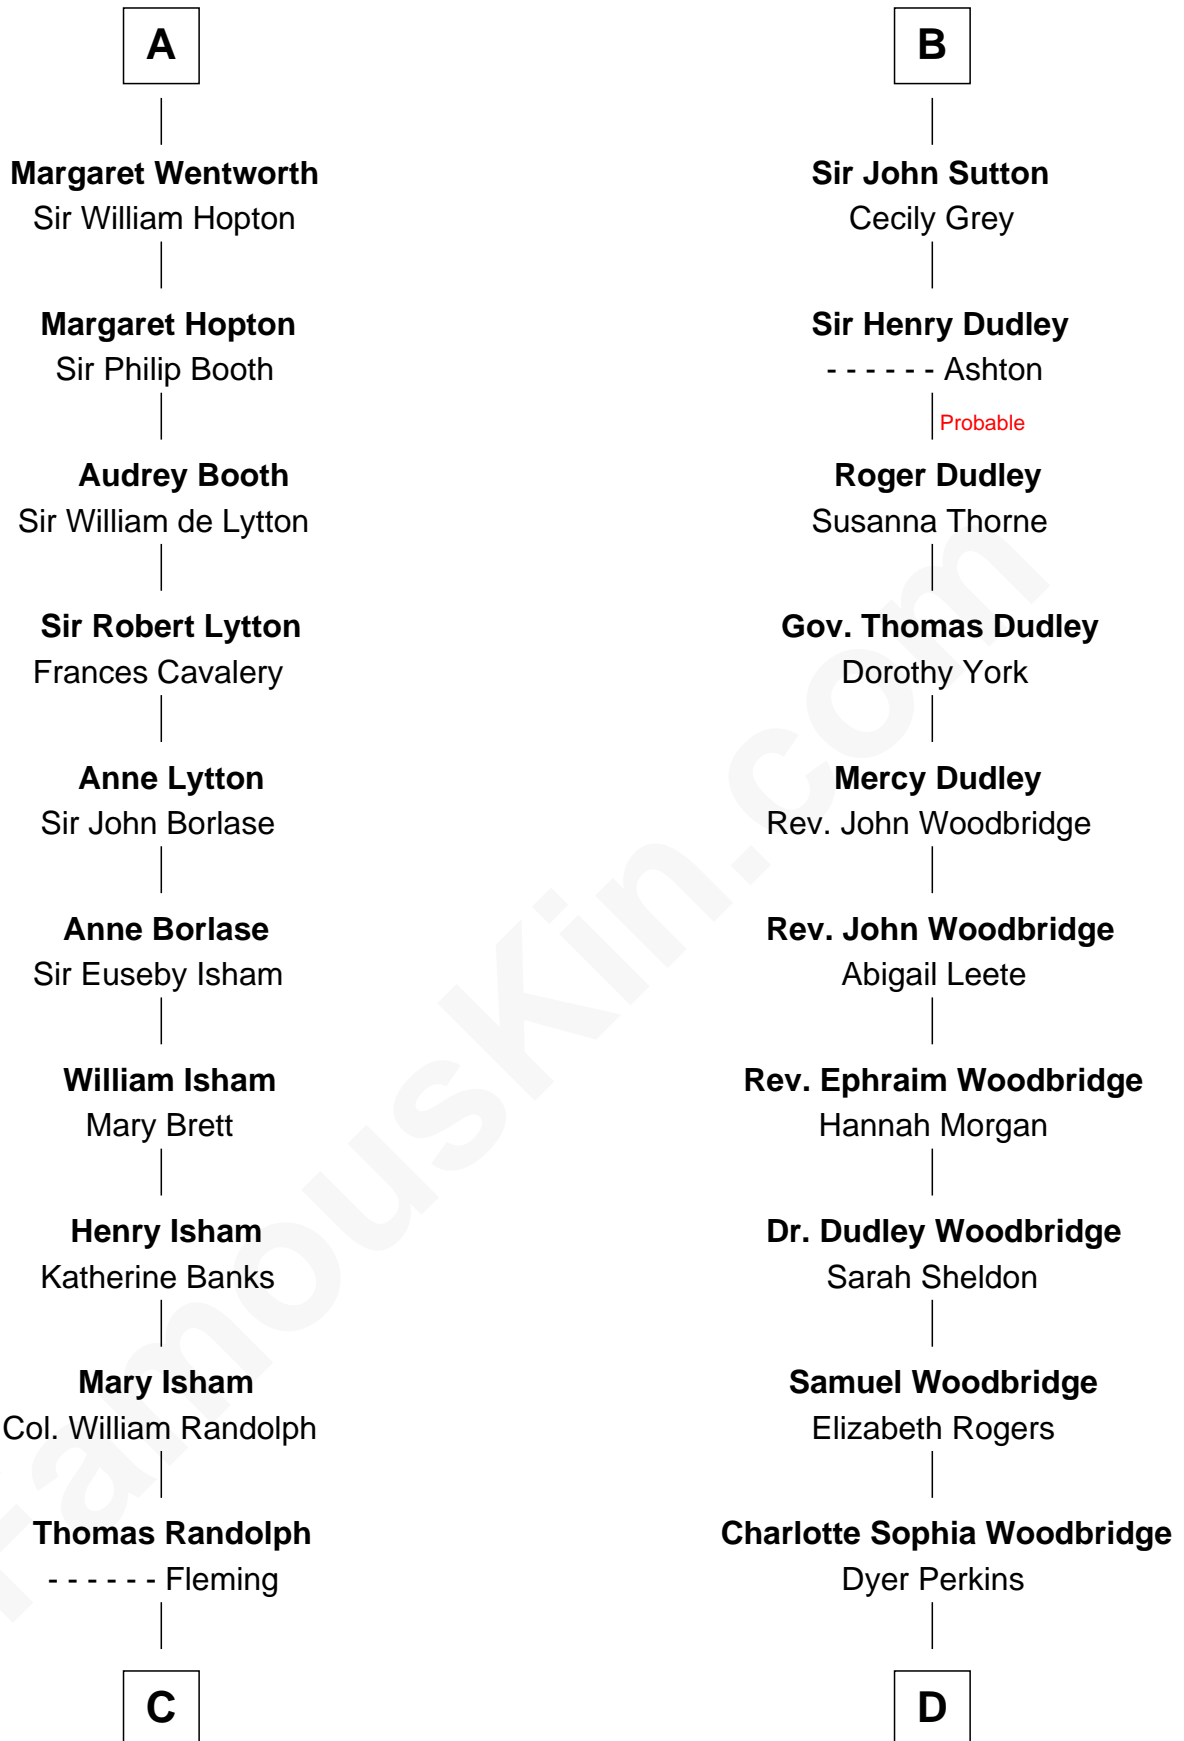 A
Margaret Wentworth
Sir William Hopton
Margaret Hopton
Sir Philip Booth
Audrey Booth
Sir William de Lytton
Sir Robert Lytton
Frances Cavalery
Anne Lytton
Sir John Borlase
Anne Borlase
Sir Euseby Isham
William Isham
Mary Brett
Henry Isham
Katherine Banks
Mary Isham
Col. William Randolph
Thomas Randolph
- - - - - - Fleming
C
B
Sir John Sutton
Cecily Grey
Sir Henry Dudley
- - - - - - Ashton
Probable
Roger Dudley
Susanna Thorne
Gov. Thomas Dudley
Dorothy York
Mercy Dudley
Rev. John Woodbridge
Rev. John Woodbridge
Abigail Leete
Rev. Ephraim Woodbridge
Hannah Morgan
Dr. Dudley Woodbridge
Sarah Sheldon
Samuel Woodbridge
Elizabeth Rogers
Charlotte Sophia Woodbridge
Dyer Perkins
D
FamousKin.com